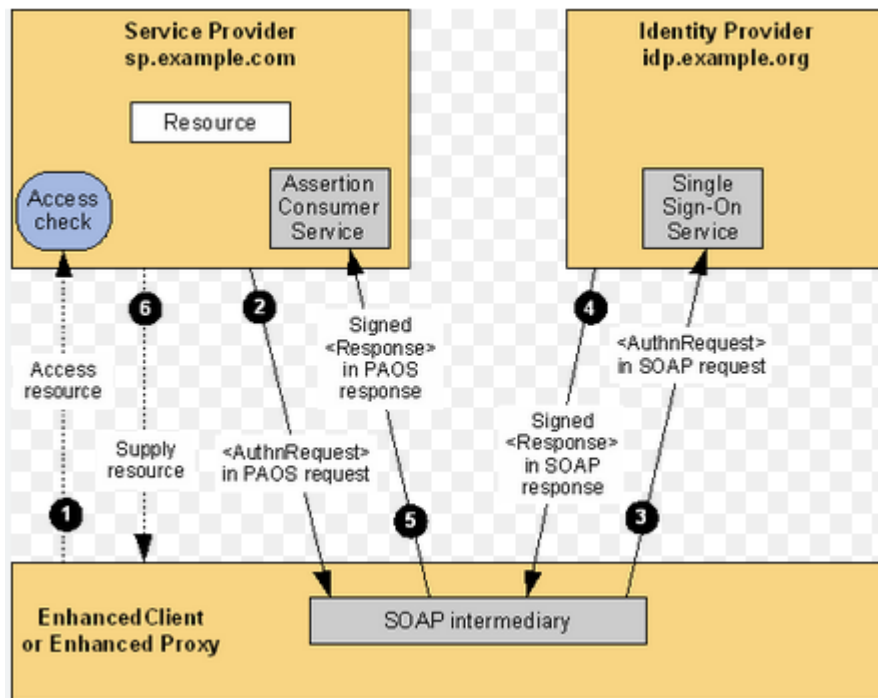 Service Provider
sp.example.com
Identity Provider
idp.example.org
Resource
Access
check
Assertion
Consumer
Service
Single
Sign-On
Service
6
2
4
Signed
<Response>
in PAOS
response
<AuthnRequest>
in SOAP request
Access
resource
Supply
resource
<AuthnRequest>
in PAOS request
Signed
<Response>
in SOAP
response
1
5
3
Enhanced Client
or Enhanced Proxy
SOAP intermediary